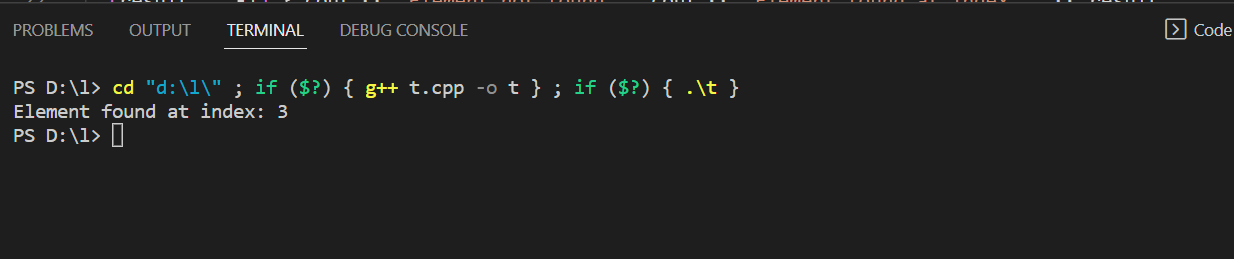 PROBLEMS OUTPUT TERMINAL DEBUG CONSOLE Code
PS D:\l> cd "d:\l\" ; if ($?) { g++ t.cpp -o t } ; if ($?) { .\t }
Element found at index: 3
PS D:\l>